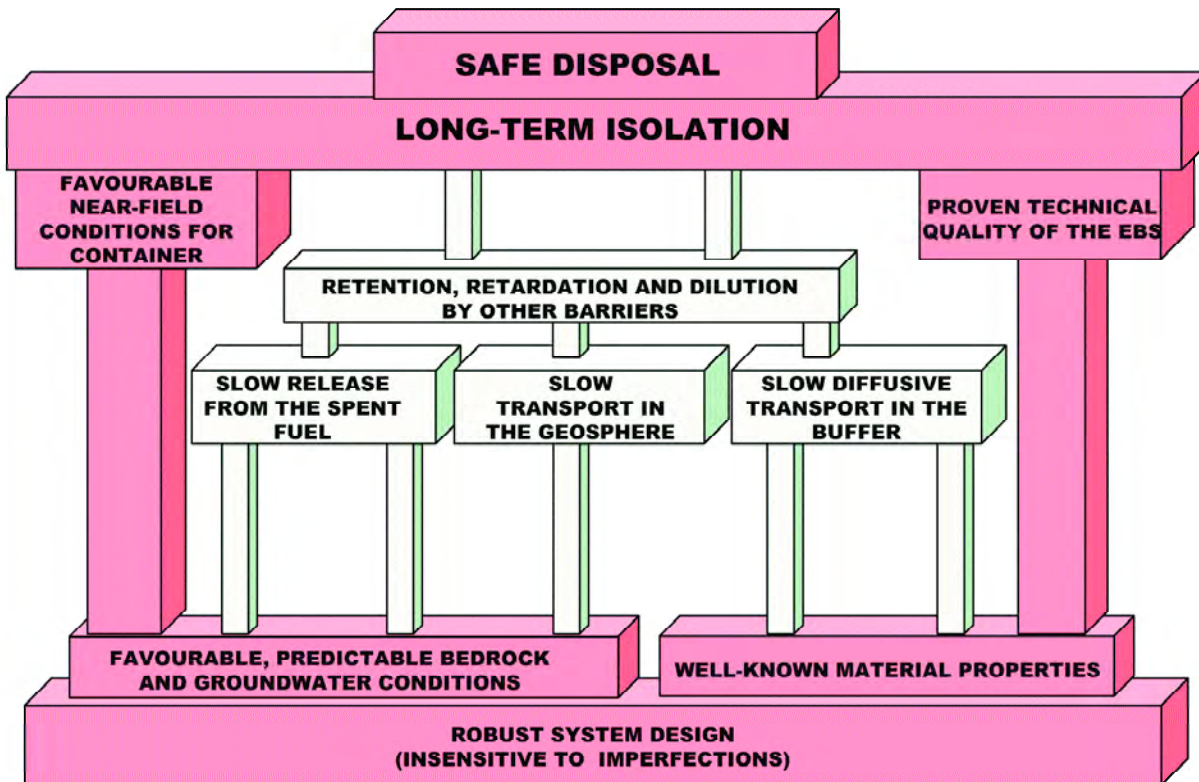 SAFE DISPOSAL
LONG-TERM ISOLATION
FAVOURABLE
NEAR-FIELD
CONDITIONS FOR
CONTAINER
PROVEN TECHNICAL
QUALITY OF THE EBS
RETENTION, RETARDATION AND DILUTION
BY OTHER BARRIERS
SLOW RELEASE
FROM THE SPENT
FUEL
SLOW
TRANSPORT IN
THE GEOSPHERE
SLOW DIFFUSIVE
TRANSPORT IN THE
BUFFER
FAVOURABLE, PREDICTABLE BEDROCK
AND GROUNDWATER CONDITIONS
WELL-KNOWN MATERIAL PROPERTIES
ROBUST SYSTEM DESIGN
(INSENSITIVE TO IMPERFECTIONS)